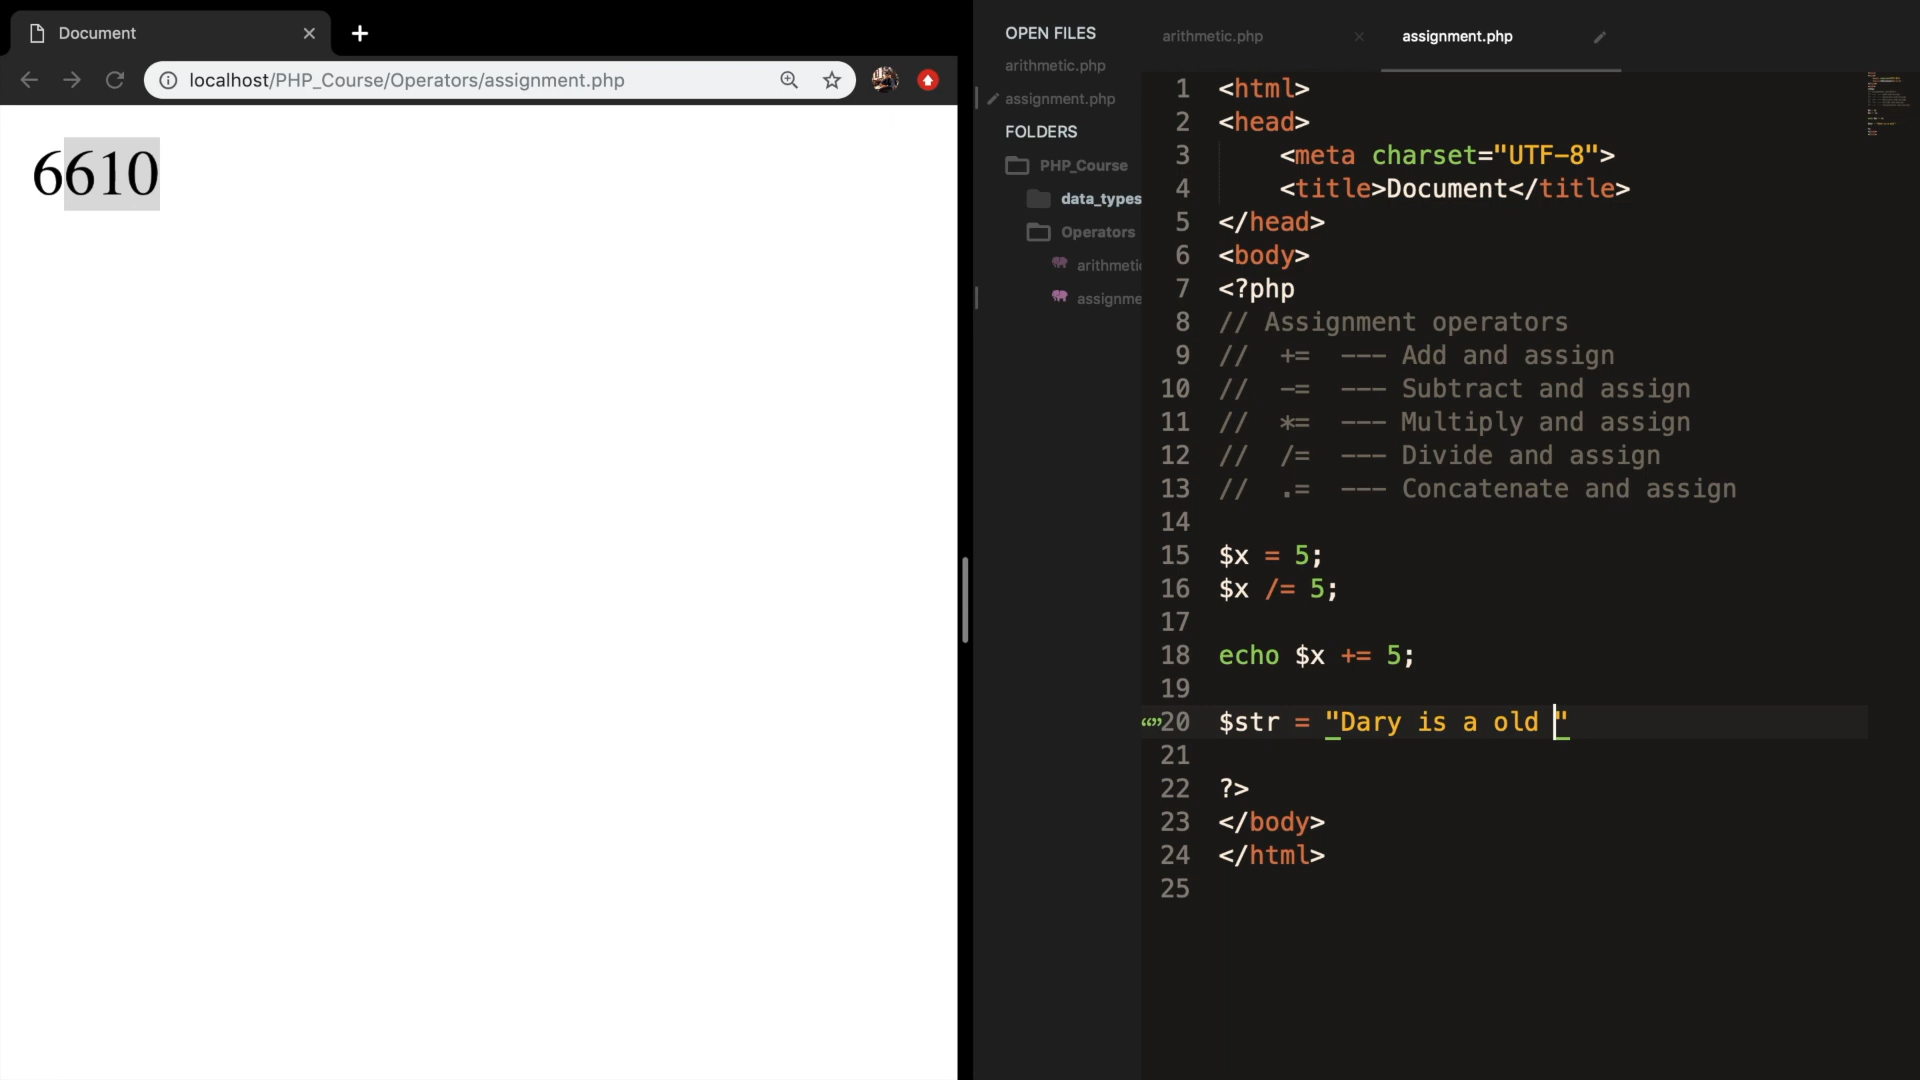 Document
localhost/PHP_Course/Operators/assignment.php
6610
OPEN FILES
arithmetic.php
assignment.php
FOLDERS
PHP_Course
data_types
Operators
arithmetic
assignme
arithmetic.php
assignment.php
1 <html>
2 <head>
3 <meta charset="UTF-8">
4 <title>Document</title>
5 </head>
6 <body>
7 <?php
8 // Assignment operators
9 // += --- Add and assign
10 // -= --- Subtract and assign
11 // *= --- Multiply and assign
12 // /= --- Divide and assign
13 // .= --- Concatenate and assign
14
15 $x = 5;
16 $x /= 5;
17
18 echo $x += 5;
19
“”20 $str = "Dary is a old "
21
22 ?>
23 </body>
24 </html>
25